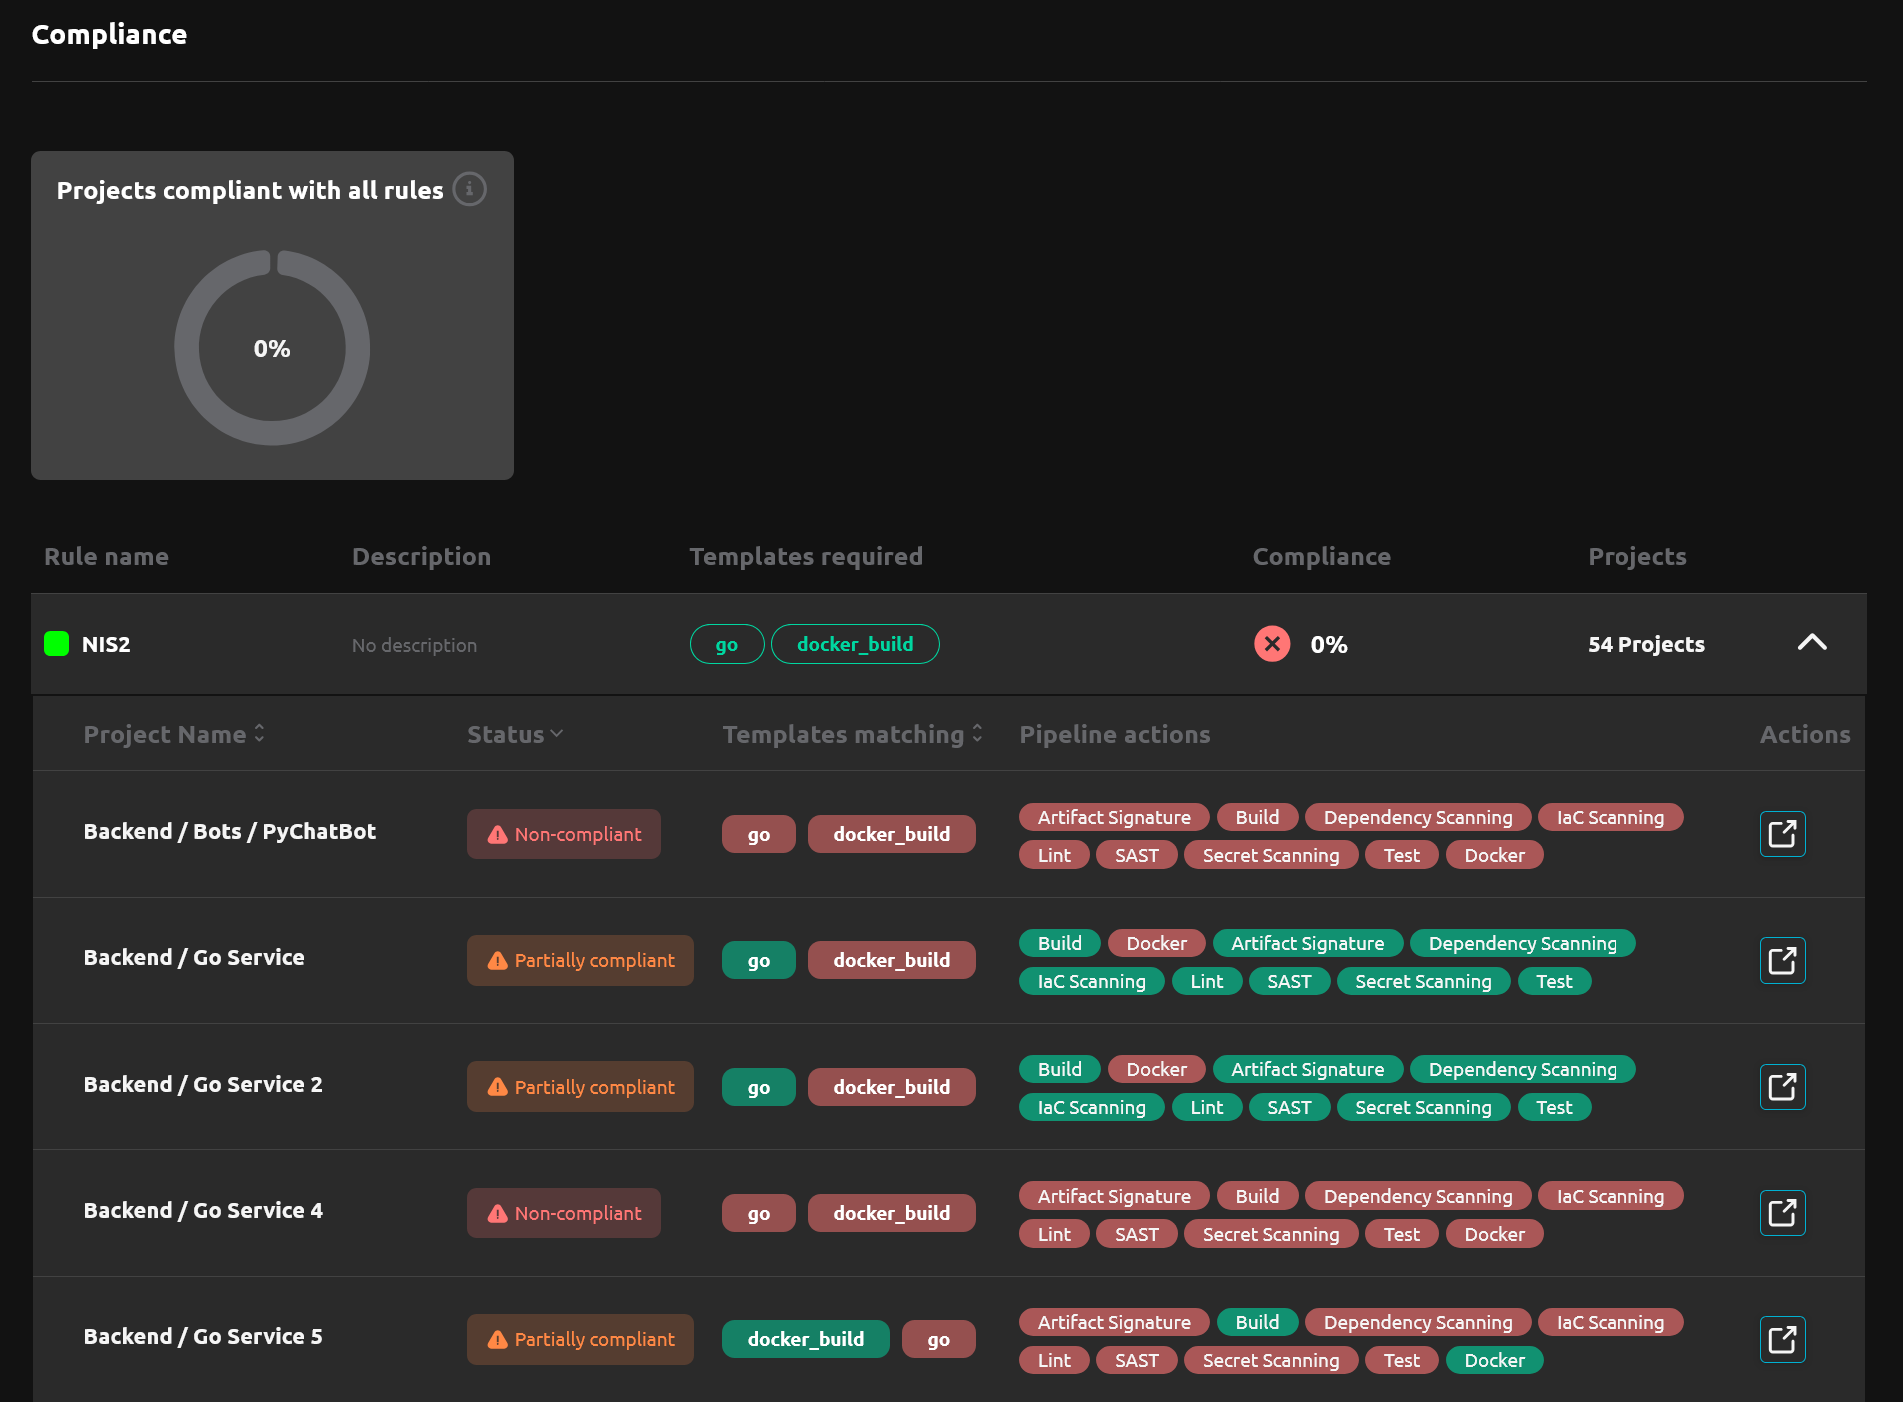 Compliance
Projects compliant with all rules
0%
Rule name Description Templates required Compliance Projects
NIS2 No description go docker_build 0% 54 Projects
Project Name Status Templates matching Pipeline actions Actions
Backend / Bots / PyChatBot Non-compliant go docker_build
Artifact Signature Build Dependency Scanning IaC Scanning
Lint SAST Secret Scanning Test Docker
Backend / Go Service Partially compliant go docker_build
Build Docker Artifact Signature Dependency Scanning
IaC Scanning Lint SAST Secret Scanning Test
Backend / Go Service 2 Partially compliant go docker_build
Build Docker Artifact Signature Dependency Scanning
IaC Scanning Lint SAST Secret Scanning Test
Backend / Go Service 4 Non-compliant go docker_build
Artifact Signature Build Dependency Scanning IaC Scanning
Lint SAST Secret Scanning Test Docker
Backend / Go Service 5 Partially compliant docker_build go
Artifact Signature Build Dependency Scanning IaC Scanning
Lint SAST Secret Scanning Test Docker